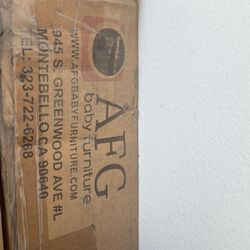 AFG
baby furniture
WWW.AFGBABYFURNITURE.COM
945 S. GREENWOOD AVE #L
MONTEBELLO, CA 90640
TEL: 323-722-6268